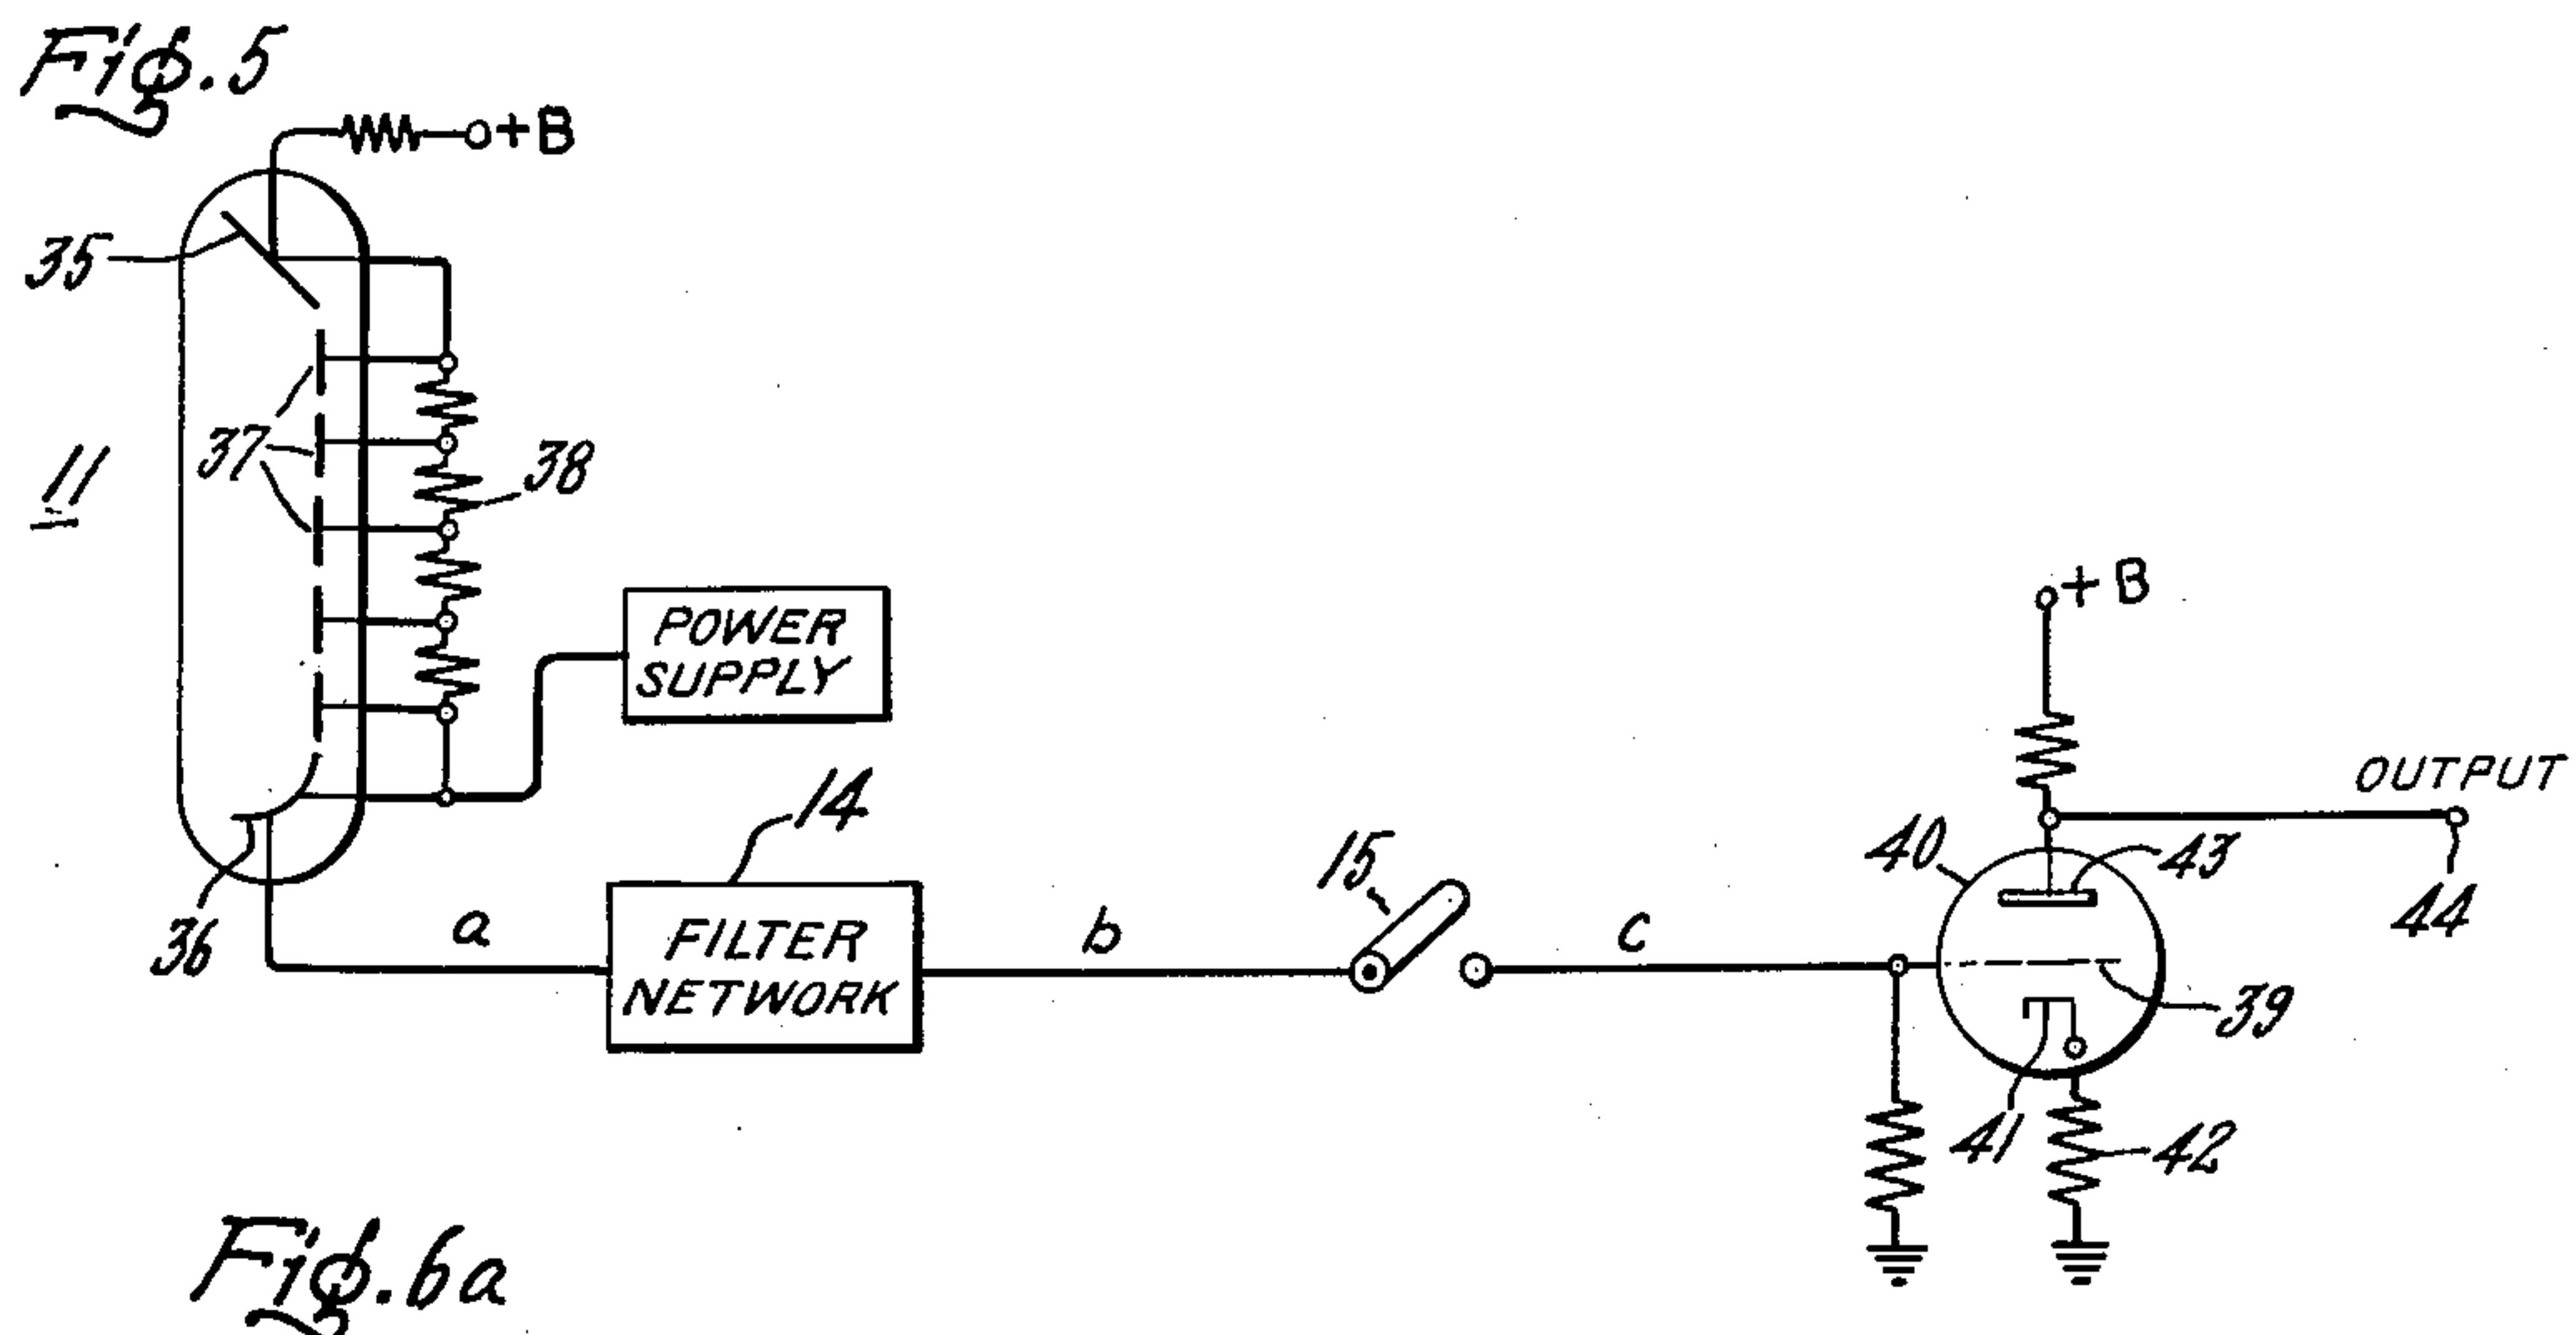 Fig. 5
+B
35
37
38
11
POWER
SUPPLY
+B
OUTPUT
14
15
40
43
44
36
a
FILTER
NETWORK
b
c
39
41
42
Fig. 6a